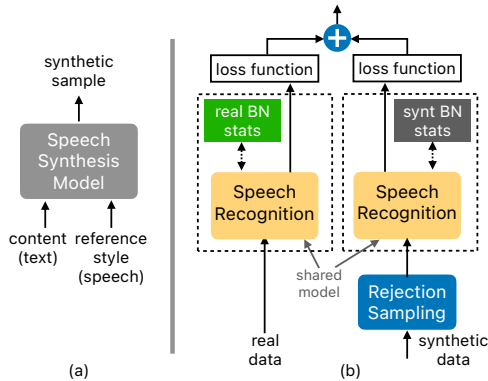 synthetic
sample
Speech
Synthesis
Model
content
(text)
reference
style
(speech)
(a)
+
loss function
loss function
real BN
stats
synt BN
stats
Speech
Recognition
Speech
Recognition
shared
model
Rejection
Sampling
real
data
synthetic
data
(b)